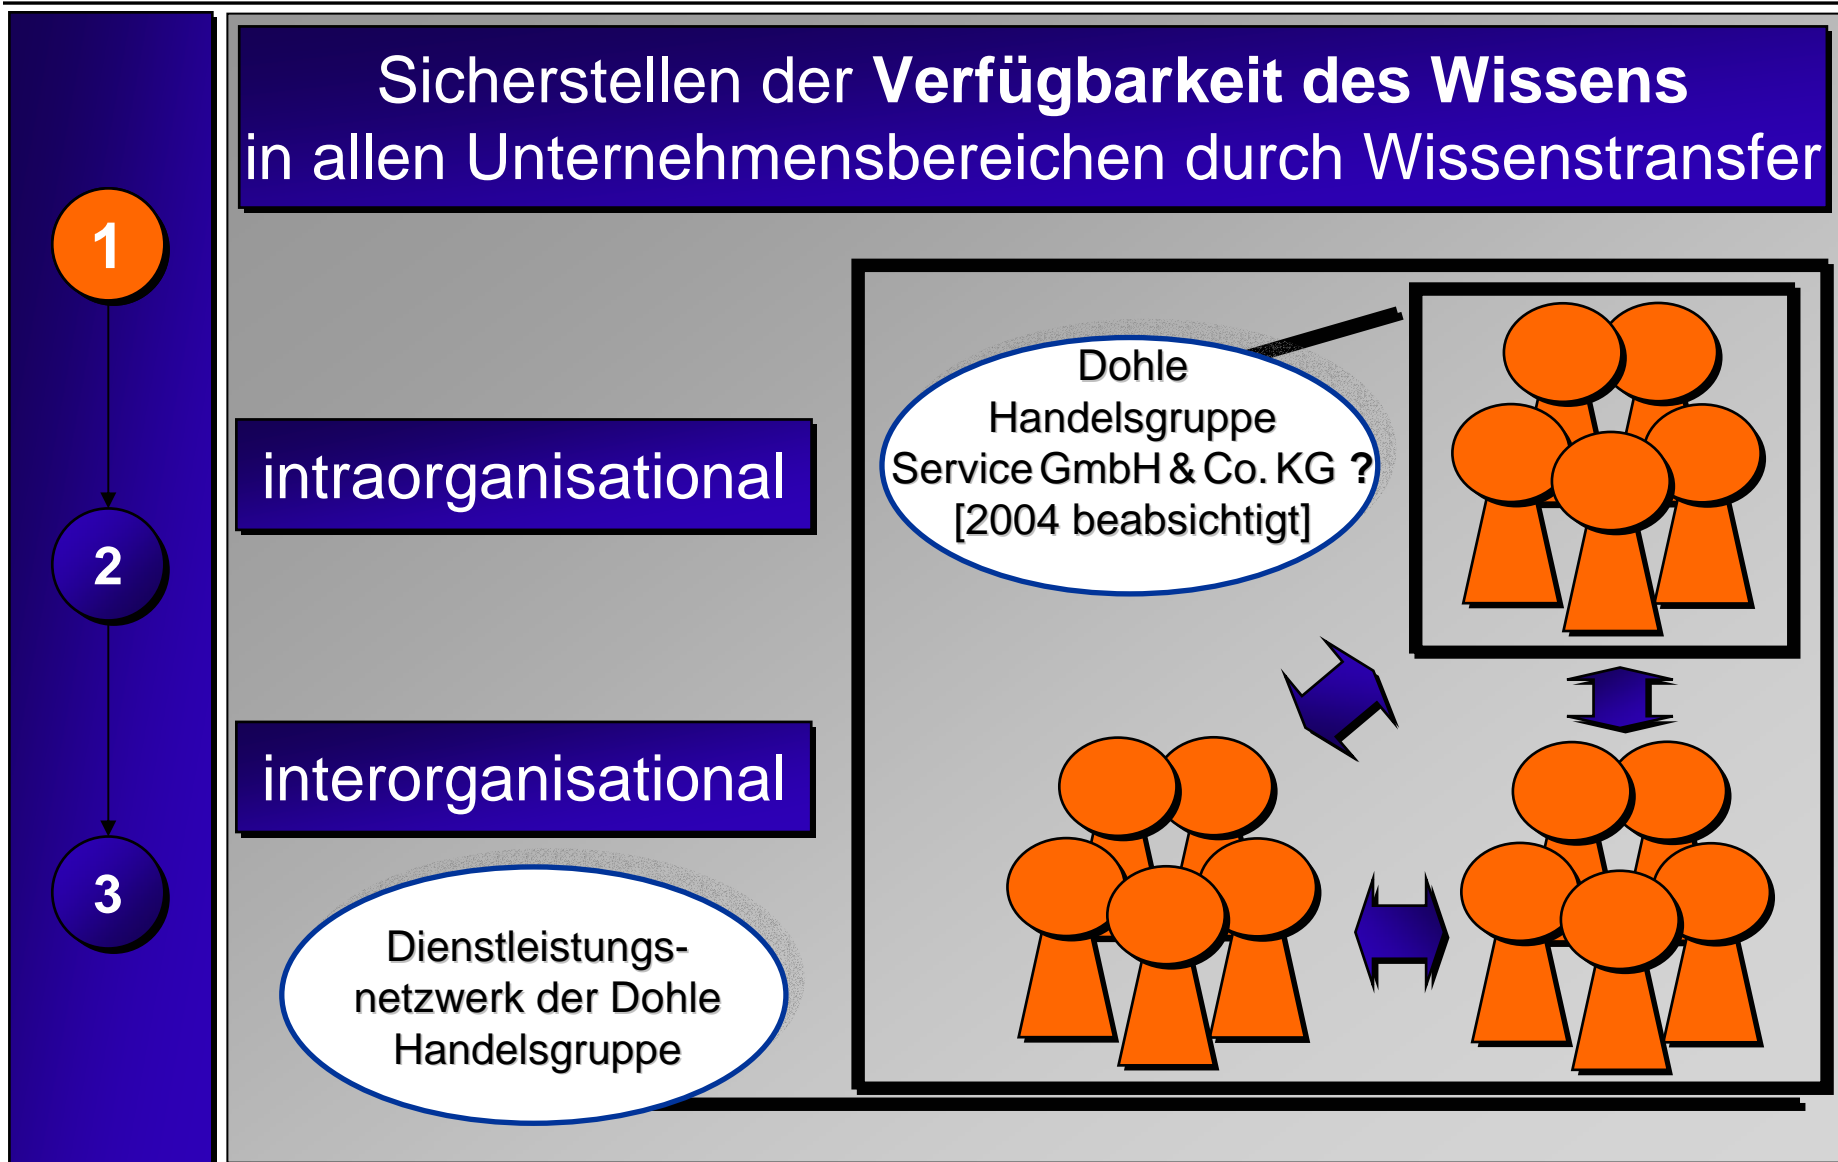 Sicherstellen der Verfügbarkeit des Wissens
in allen Unternehmensbereichen durch Wissenstransfer
1
2
3
intraorganisational
interorganisational
Dohle
Handelsgruppe
Service GmbH & Co. KG ?
[2004 beabsichtigt]
Dienstleistungs-
netzwerk der Dohle
Handelsgruppe